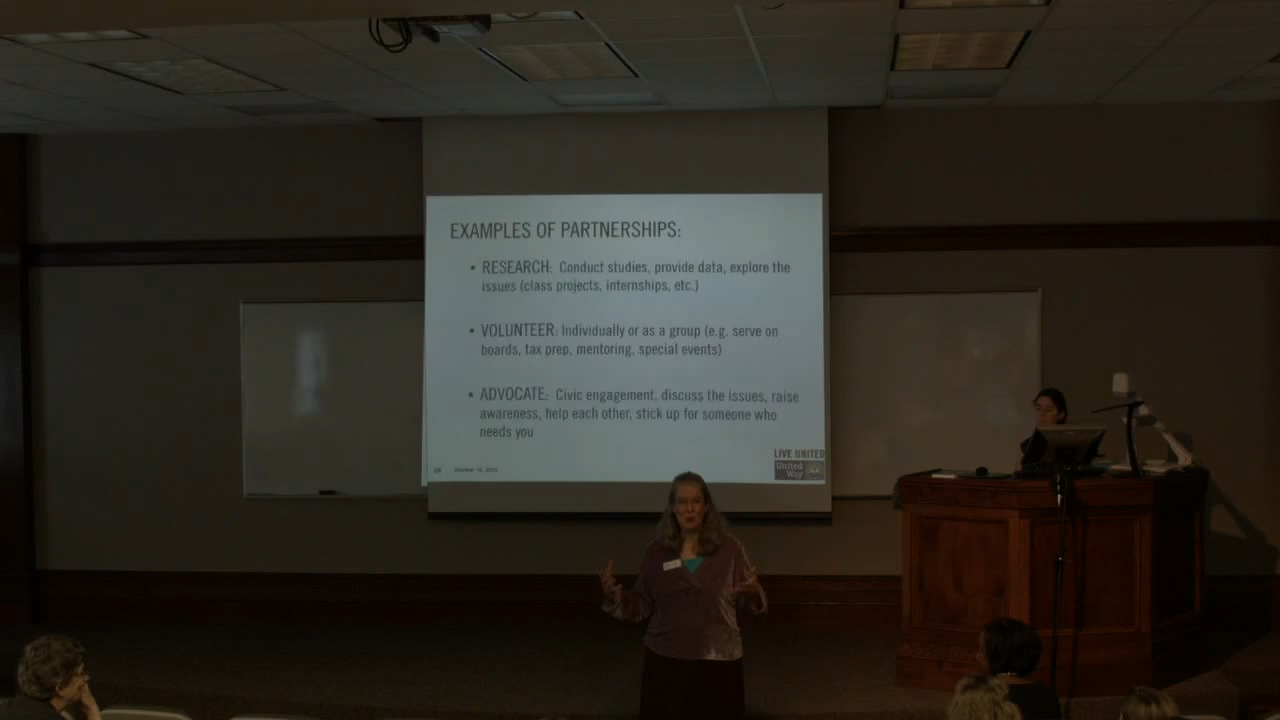 EXAMPLES OF PARTNERSHIPS:
• RESEARCH: Conduct studies, provide data, explore the
issues (class projects, internships, etc.)
• VOLUNTEER: Individually or as a group (e.g. serve on
boards, tax prep, mentoring, special events)
• ADVOCATE: Civic engagement, discuss the issues, raise
awareness, help each other, stick up for someone who
needs you
LIVE UNITED
United
Way